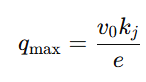 q_max = v_0 k_j / e